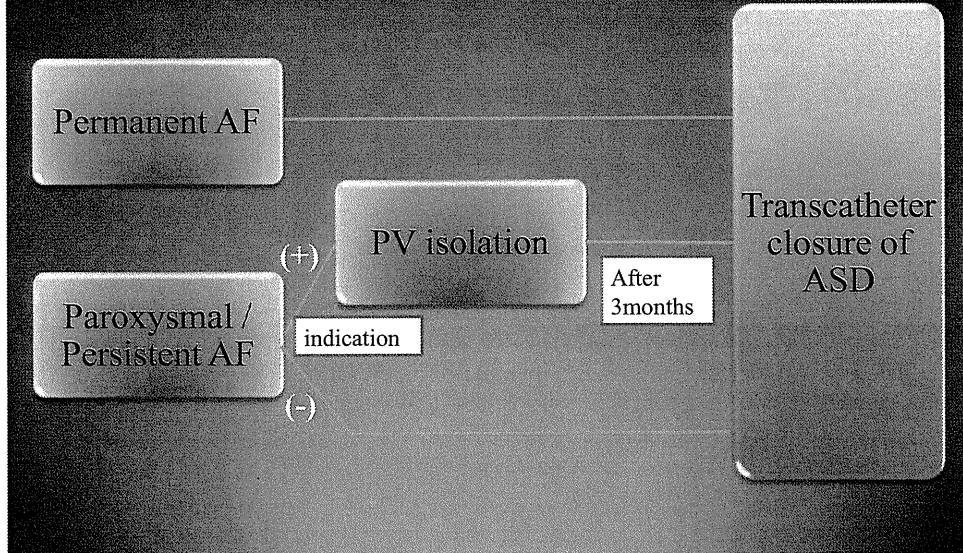 Permanent AF
PV isolation
Transcatheter
closure of
ASD
(+)
After
3months
Paroxysmal /
Persistent AF
indication
(-)